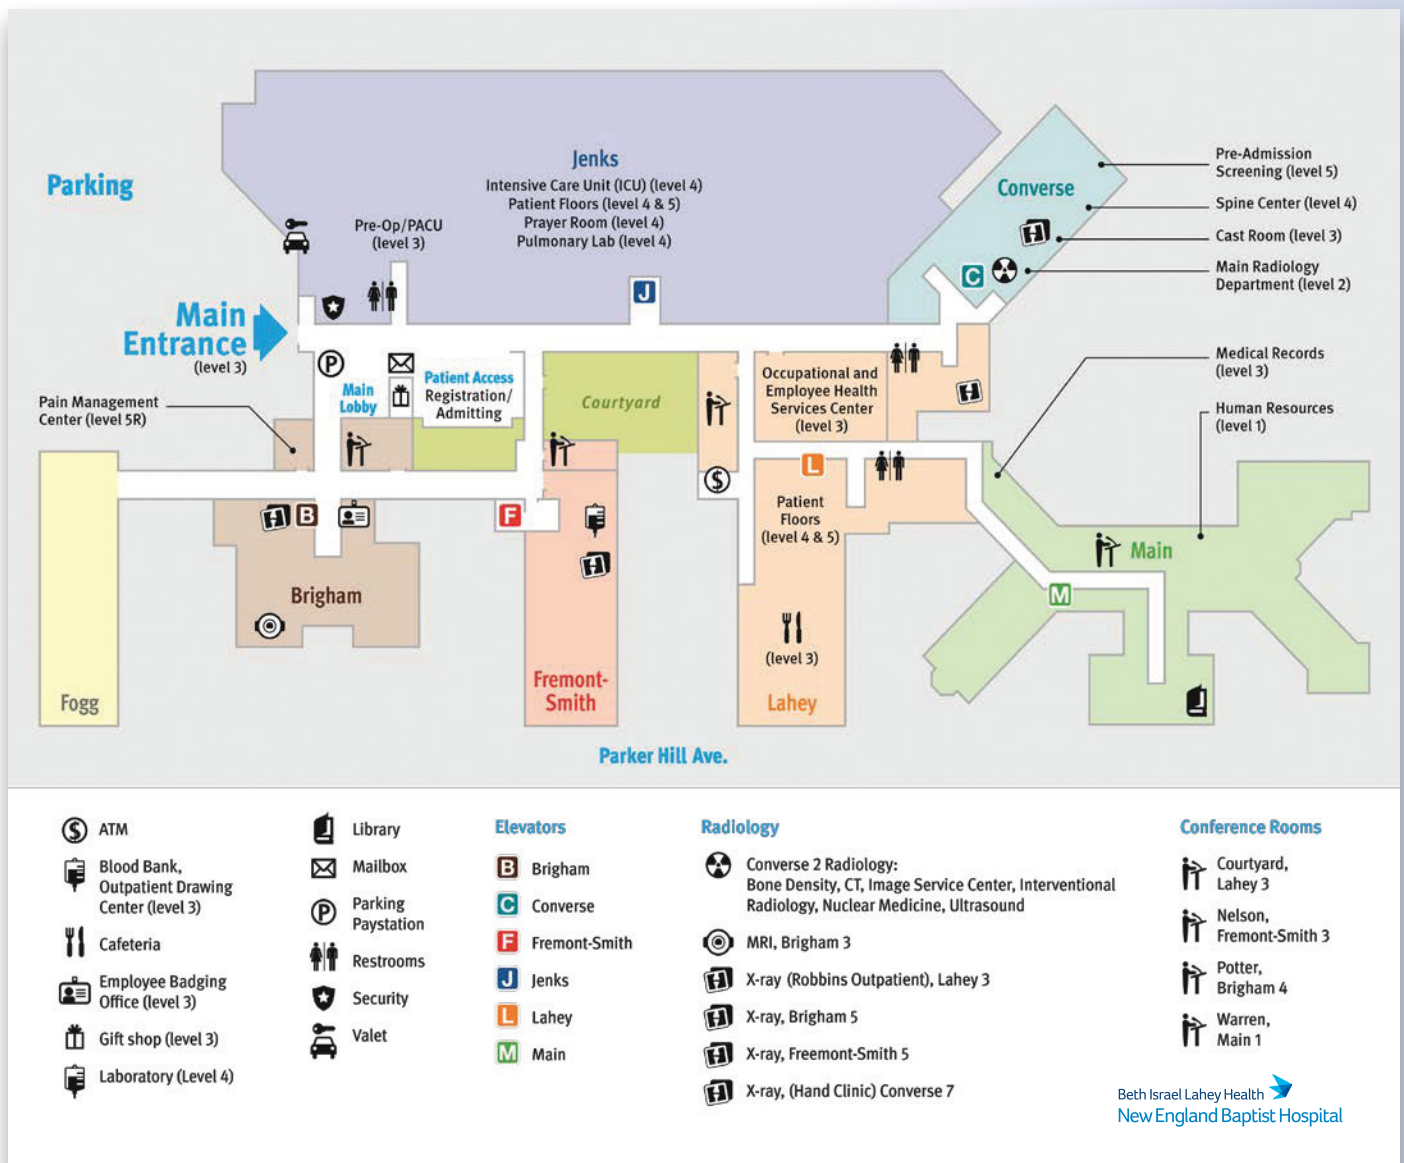 Parking
Jenks
Intensive Care Unit (ICU) (level 4)
Patient Floors (level 4 & 5)
Prayer Room (level 4)
Pulmonary Lab (level 4)
Pre-Op/PACU
(level 3)
J
Converse
H
C
Pre-Admission
Screening (level 5)
Spine Center (level 4)
Cast Room (level 3)
Main Radiology
Department (level 2)
Main
Entrance
(level 3)
P
Main
Lobby
Patient Access
Registration/
Admitting
Courtyard
Occupational and
Employee Health
Services Center
(level 3)
H
Medical Records
(level 3)
Human Resources
(level 1)
Pain Management
Center (level 5R)
$
L
Patient
Floors
(level 4 & 5)
H
B
F
H
Brigham
Main
M
(level 3)
Fogg
Fremont-
Smith
Lahey
Parker Hill Ave.
$
ATM
Blood Bank,
Outpatient Drawing
Center (level 3)
Cafeteria
Employee Badging
Office (level 3)
Gift shop (level 3)
Laboratory (Level 4)
Library
Mailbox
P
Parking
Paystation
Restrooms
Security
Valet
Elevators
B Brigham
C Converse
F Fremont-Smith
J Jenks
L Lahey
M Main
Radiology
Converse 2 Radiology:
Bone Density, CT, Image Service Center, Interventional
Radiology, Nuclear Medicine, Ultrasound
MRI, Brigham 3
H X-ray (Robbins Outpatient), Lahey 3
H X-ray, Brigham 5
H X-ray, Freemont-Smith 5
H X-ray, (Hand Clinic) Converse 7
Conference Rooms
Courtyard,
Lahey 3
Nelson,
Fremont-Smith 3
Potter,
Brigham 4
Warren,
Main 1
Beth Israel Lahey Health
New England Baptist Hospital